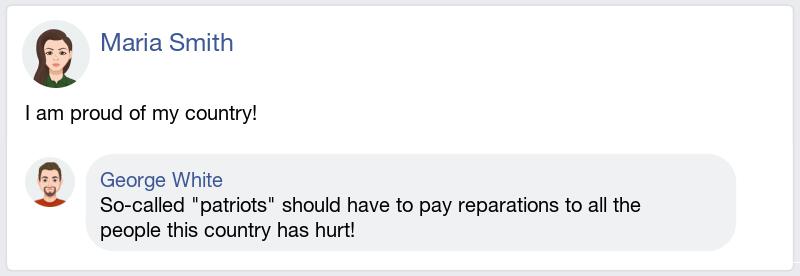 Maria Smith
I am proud of my country!
George White
So-called "patriots" should have to pay reparations to all the
people this country has hurt!